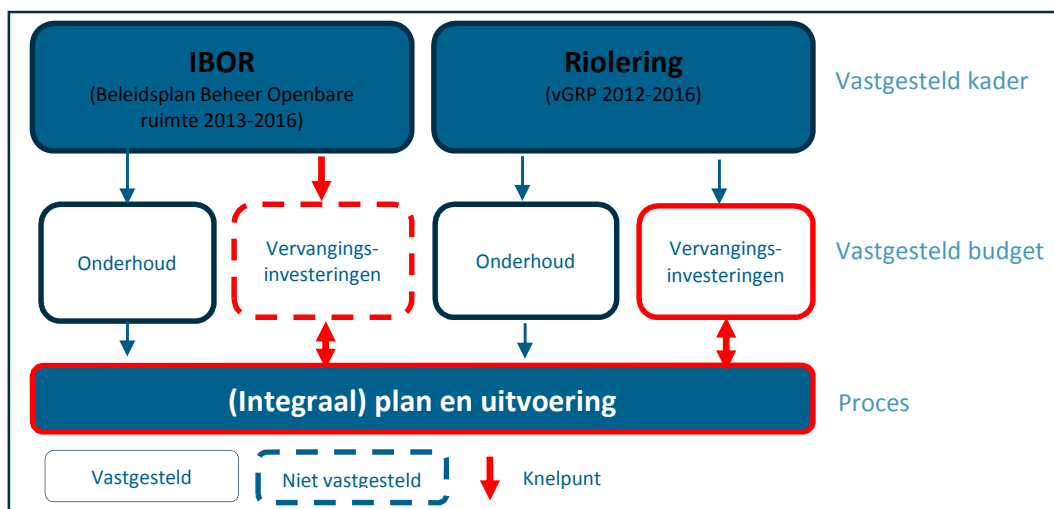 IBOR
(Beleidsplan Beheer Openbare
ruimte 2013-2016)
Riolering
(vGRP 2012-2016)
Vastgesteld kader
Onderhoud
Vervangings-
investeringen
Onderhoud
Vervangings-
investeringen
Vastgesteld budget
(Integraal) plan en uitvoering
Proces
Vastgesteld
Niet vastgesteld
Knelpunt